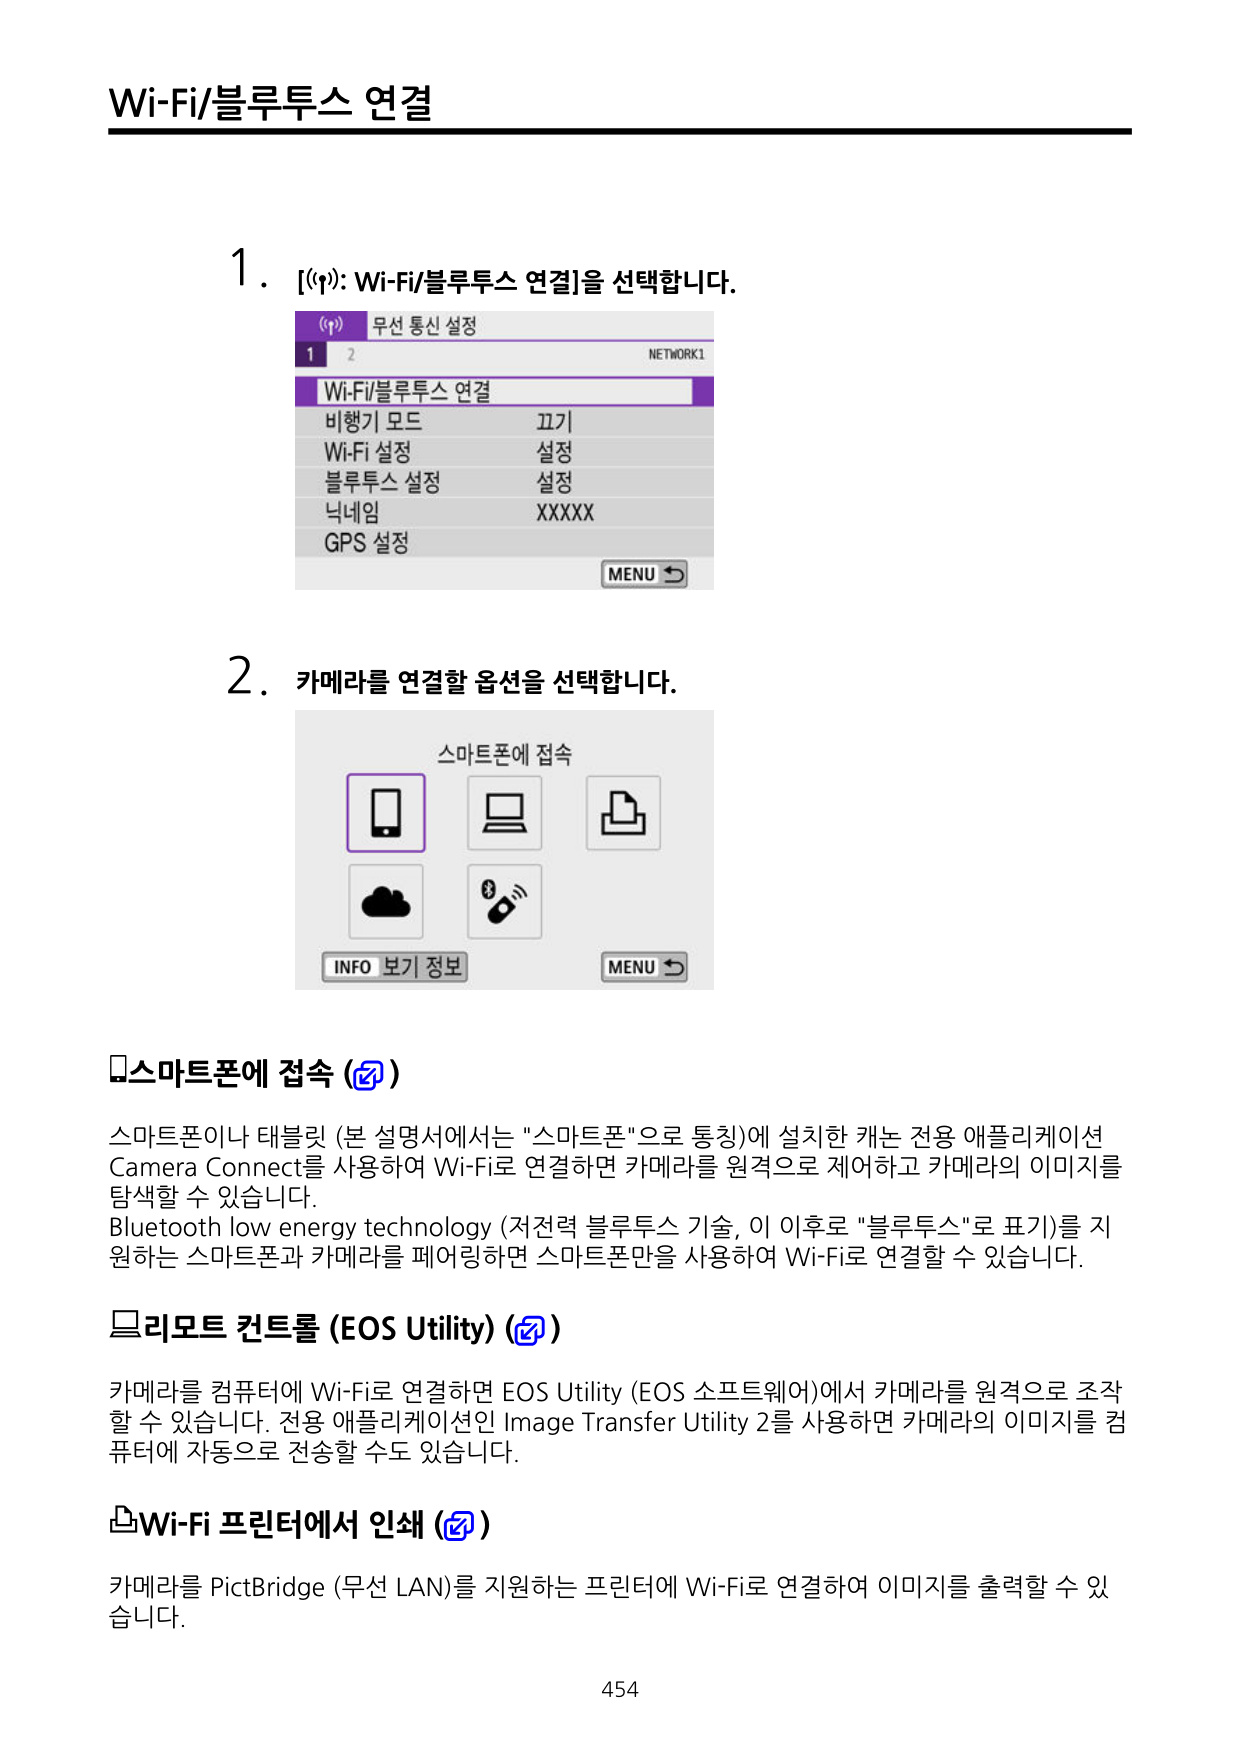 Wi-Fi/블루투스 연결
1. [: Wi-Fi/블루투스 연결]을 선택합니다.
무선 통신 설정
1 2 NETWORK1
Wi-Fi/블루투스 연결
비행기 모드 끄기
Wi-Fi 설정 설정
블루투스 설정 설정
닉네임 XXXXX
GPS 설정
MENU
2. 카메라를 연결할 옵션을 선택합니다.
스마트폰에 접속
INFO 보기 정보 MENU
스마트폰에 접속 ( )
스마트폰이나 태블릿 (본 설명서에서는 "스마트폰"으로 통칭)에 설치한 캐논 전용 애플리케이션
Camera Connect를 사용하여 Wi-Fi로 연결하면 카메라를 원격으로 제어하고 카메라의 이미지를
탐색할 수 있습니다.
Bluetooth low energy technology (저전력 블루투스 기술, 이 이후로 "블루투스"로 표기)를 지
원하는 스마트폰과 카메라를 페어링하면 스마트폰만을 사용하여 Wi-Fi로 연결할 수 있습니다.
리모트 컨트롤 (EOS Utility) ( )
카메라를 컴퓨터에 Wi-Fi로 연결하면 EOS Utility (EOS 소프트웨어)에서 카메라를 원격으로 조작
할 수 있습니다. 전용 애플리케이션인 Image Transfer Utility 2를 사용하면 카메라의 이미지를 컴
퓨터에 자동으로 전송할 수도 있습니다.
Wi-Fi 프린터에서 인쇄 ( )
카메라를 PictBridge (무선 LAN)를 지원하는 프린터에 Wi-Fi로 연결하여 이미지를 출력할 수 있
습니다.
454